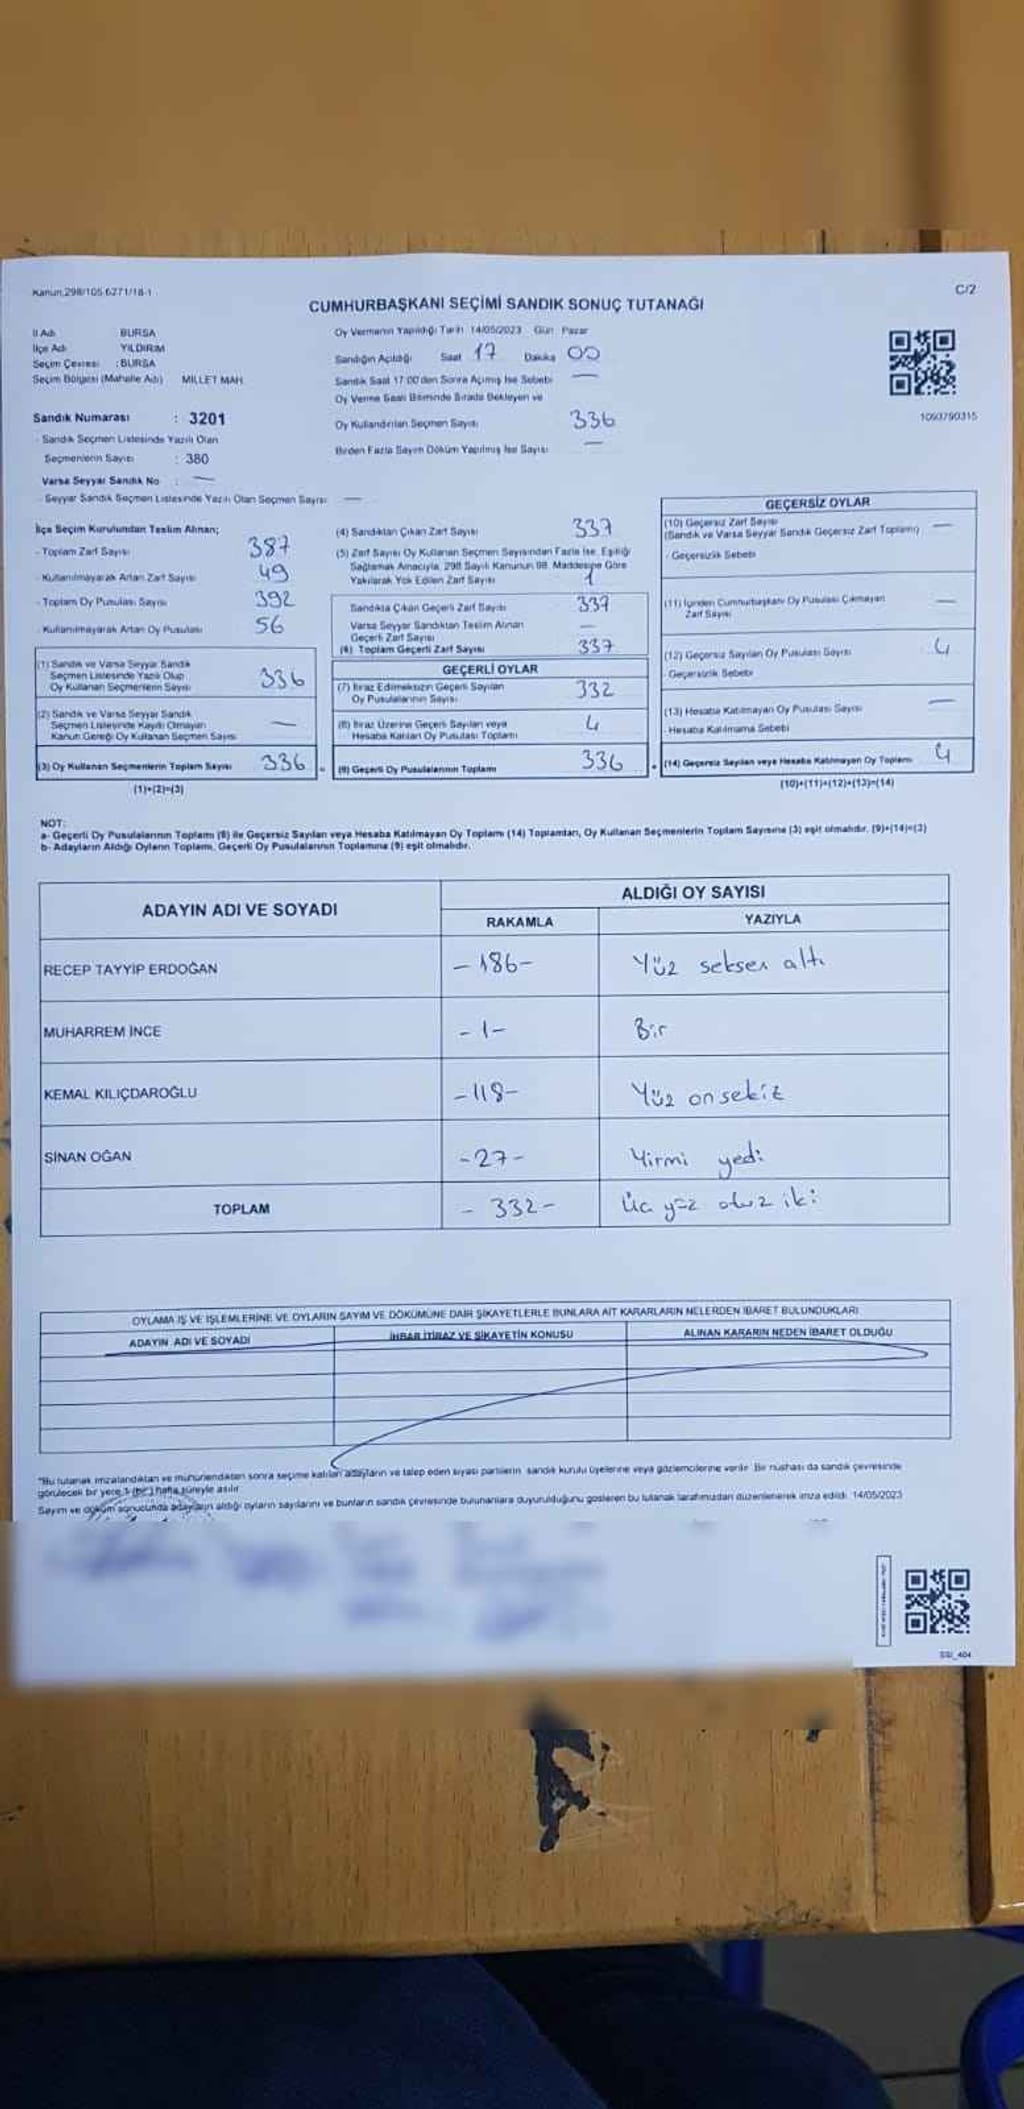 Kanun.298/105.6271/18-1
C/2
CUMHURBAŞKANI SEÇİMİ SANDIK SONUÇ TUTANAĞI
İl Adı : BURSA
İlçe Adı : YILDIRIM
Seçim Çevresi : BURSA
Seçim Bölgesi (Mahalle Adı) MİLLET MAH.
Oy Vermenin Yapıldığı Tarih 14/05/2023 Gün Pazar
Sandığın Açıldığı Saat 17 Dakika 00
Sandık Saat 17:00'den Sonra Açılmış İse Sebebi —
Oy Verme Saati Bitiminde Sırada Bekleyen ve
Oy Kullandırılan Seçmen Sayısı 336
Birden Fazla Sayım Döküm Yapılmış İse Sayısı —
1093790315
Sandık Numarası : 3201
- Sandık Seçmen Listesinde Yazılı Olan
Seçmenlerin Sayısı : 380
Varsa Seyyar Sandık No : —
- Seyyar Sandık Seçmen Listesinde Yazılı Olan Seçmen Sayısı —
İlçe Seçim Kurulundan Teslim Alınan;
- Toplam Zarf Sayısı 387
- Kullanılmayarak Artan Zarf Sayısı 49
- Toplam Oy Pusulası Sayısı 392
- Kullanılmayarak Artan Oy Pusulası 56
(1) Sandık ve Varsa Seyyar Sandık
Seçmen Listesinde Yazılı Olup
Oy Kullanan Seçmenlerin Sayısı 336
(2) Sandık ve Varsa Seyyar Sandık
Seçmen Listesinde Kayıtlı Olmayan
Kanun Gereği Oy Kullanan Seçmen Sayısı —
(3) Oy Kullanan Seçmenlerin Toplam Sayısı 336
(1)+(2)=(3)
(4) Sandıktan Çıkan Zarf Sayısı 337
(5) Zarf Sayısı Oy Kullanan Seçmen Sayısından Fazla İse, Eşitliği
Sağlamak Amacıyla, 298 Sayılı Kanunun 98. Maddesine Göre
Yakılarak Yok Edilen Zarf Sayısı 1
Sandıkta Çıkan Geçerli Zarf Sayısı 337
Varsa Seyyar Sandıktan Teslim Alınan
Geçerli Zarf Sayısı —
(6) Toplam Geçerli Zarf Sayısı 337
GEÇERLİ OYLAR
(7) İtiraz Edilmeksizin Geçerli Sayılan
Oy Pusulalarının Sayısı 332
(8) İtiraz Üzerine Geçerli Sayılan veya
Hesaba Katılan Oy Pusulası Toplamı 4
(9) Geçerli Oy Pusulalarının Toplamı 336
GEÇERSİZ OYLAR
(10) Geçersiz Zarf Sayısı
(Sandık ve Varsa Seyyar Sandık Geçersiz Zarf Toplamı) —
- Geçersizlik Sebebi
(11) İçinden Cumhurbaşkanı Oy Pusulası Çıkmayan
Zarf Sayısı —
(12) Geçersiz Sayılan Oy Pusulası Sayısı 4
- Geçersizlik Sebebi
(13) Hesaba Katılmayan Oy Pusulası Sayısı —
- Hesaba Katılmama Sebebi
(14) Geçersiz Sayılan veya Hesaba Katılmayan Oy Toplamı 4
(10)+(11)+(12)+(13)=(14)
NOT:
a- Geçerli Oy Pusulalarının Toplamı (9) ile Geçersiz Sayılan veya Hesaba Katılmayan Oy Toplamı (14) Toplamları, Oy Kullanan Seçmenlerin Toplam Sayısına (3) eşit olmalıdır. (9)+(14)=(3)
b- Adayların Aldığı Oyların Toplamı, Geçerli Oy Pusulalarının Toplamına (9) eşit olmalıdır.
ADAYIN ADI VE SOYADI
ALDIĞI OY SAYISI
RAKAMLA
YAZIYLA
RECEP TAYYİP ERDOĞAN -186- Yüz seksen altı
MUHARREM İNCE -1- Bir
KEMAL KILIÇDAROĞLU -118- Yüz on sekiz
SİNAN OĞAN -27- Yirmi yedi
TOPLAM -332- Üç yüz otuz iki
OYLAMA İŞ VE İŞLEMLERİNE VE OYLARIN SAYIM VE DÖKÜMÜNE DAİR ŞİKAYETLERLE BUNLARA AİT KARARLARIN NELERDEN İBARET BULUNDUKLARI
ADAYIN ADI VE SOYADI
İHBAR İTİRAZ VE ŞİKAYETİN KONUSU
ALINAN KARARIN NEDEN İBARET OLDUĞU
*Bu tutanak imzalandıktan ve mühürlendikten sonra seçime katılan adayların ve talep eden siyasi partilerin sandık kurulu üyelerine veya gözlemcilerine verilir. Bir nüshası da sandık çevresinde
görülecek bir yere 1 (bir) hafta süreyle asılır.
Sayım ve döküm sonucunda adayların aldığı oyların sayılarını ve bunların sandık çevresinde bulunanlara duyurulduğunu gösteren bu tutanak tarafımızdan düzenlenerek imza edildi. 14/05/2023
SSI_404